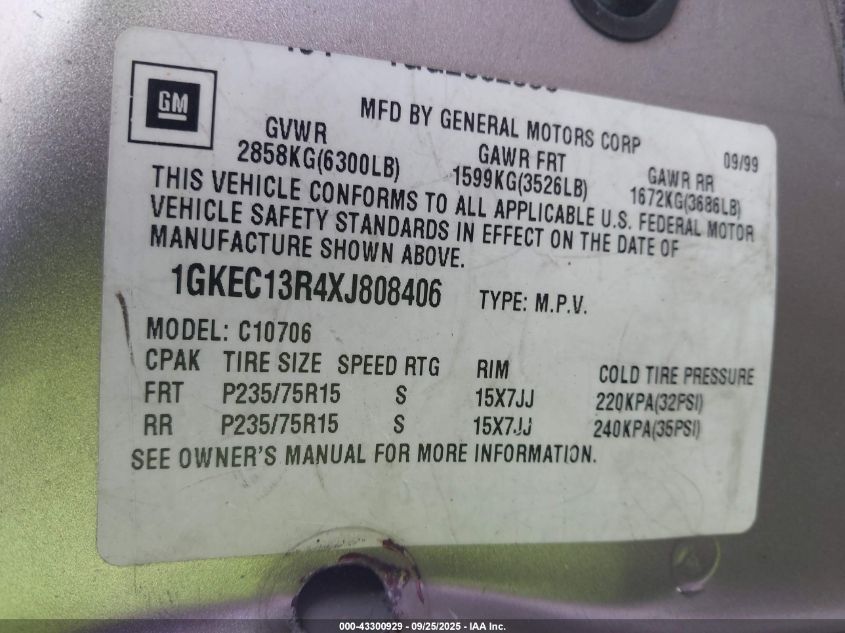 GM
MFD BY GENERAL MOTORS CORP 09/99
GVWR GAWR FRT GAWR RR
2858KG(6300LB) 1599KG(3526LB) 1672KG(3686LB)
THIS VEHICLE CONFORMS TO ALL APPLICABLE U.S. FEDERAL MOTOR
VEHICLE SAFETY STANDARDS IN EFFECT ON THE DATE OF
MANUFACTURE SHOWN ABOVE.
1GKEC13R4XJ808406 TYPE: M.P.V.
MODEL: C10706
CPAK TIRE SIZE SPEED RTG RIM COLD TIRE PRESSURE
FRT P235/75R15 S 15X7JJ 220KPA(32PSI)
RR P235/75R15 S 15X7JJ 240KPA(35PSI)
SEE OWNER'S MANUAL FOR MORE INFORMATION.
000-43300929 - 09/25/2025 - IAA Inc.